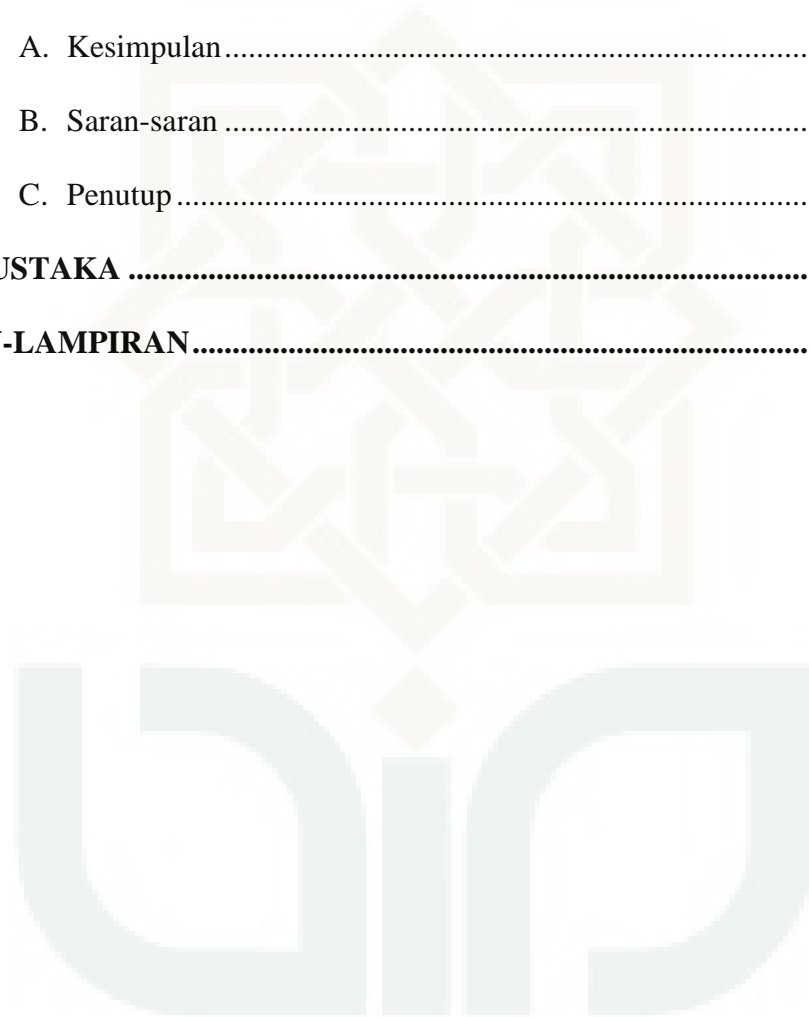 A. Kesimpulan........................................................................
B. Saran-saran ........................................................................
C. Penutup ..............................................................................
USTAKA .....................................................................................
-LAMPIRAN.............................................................................